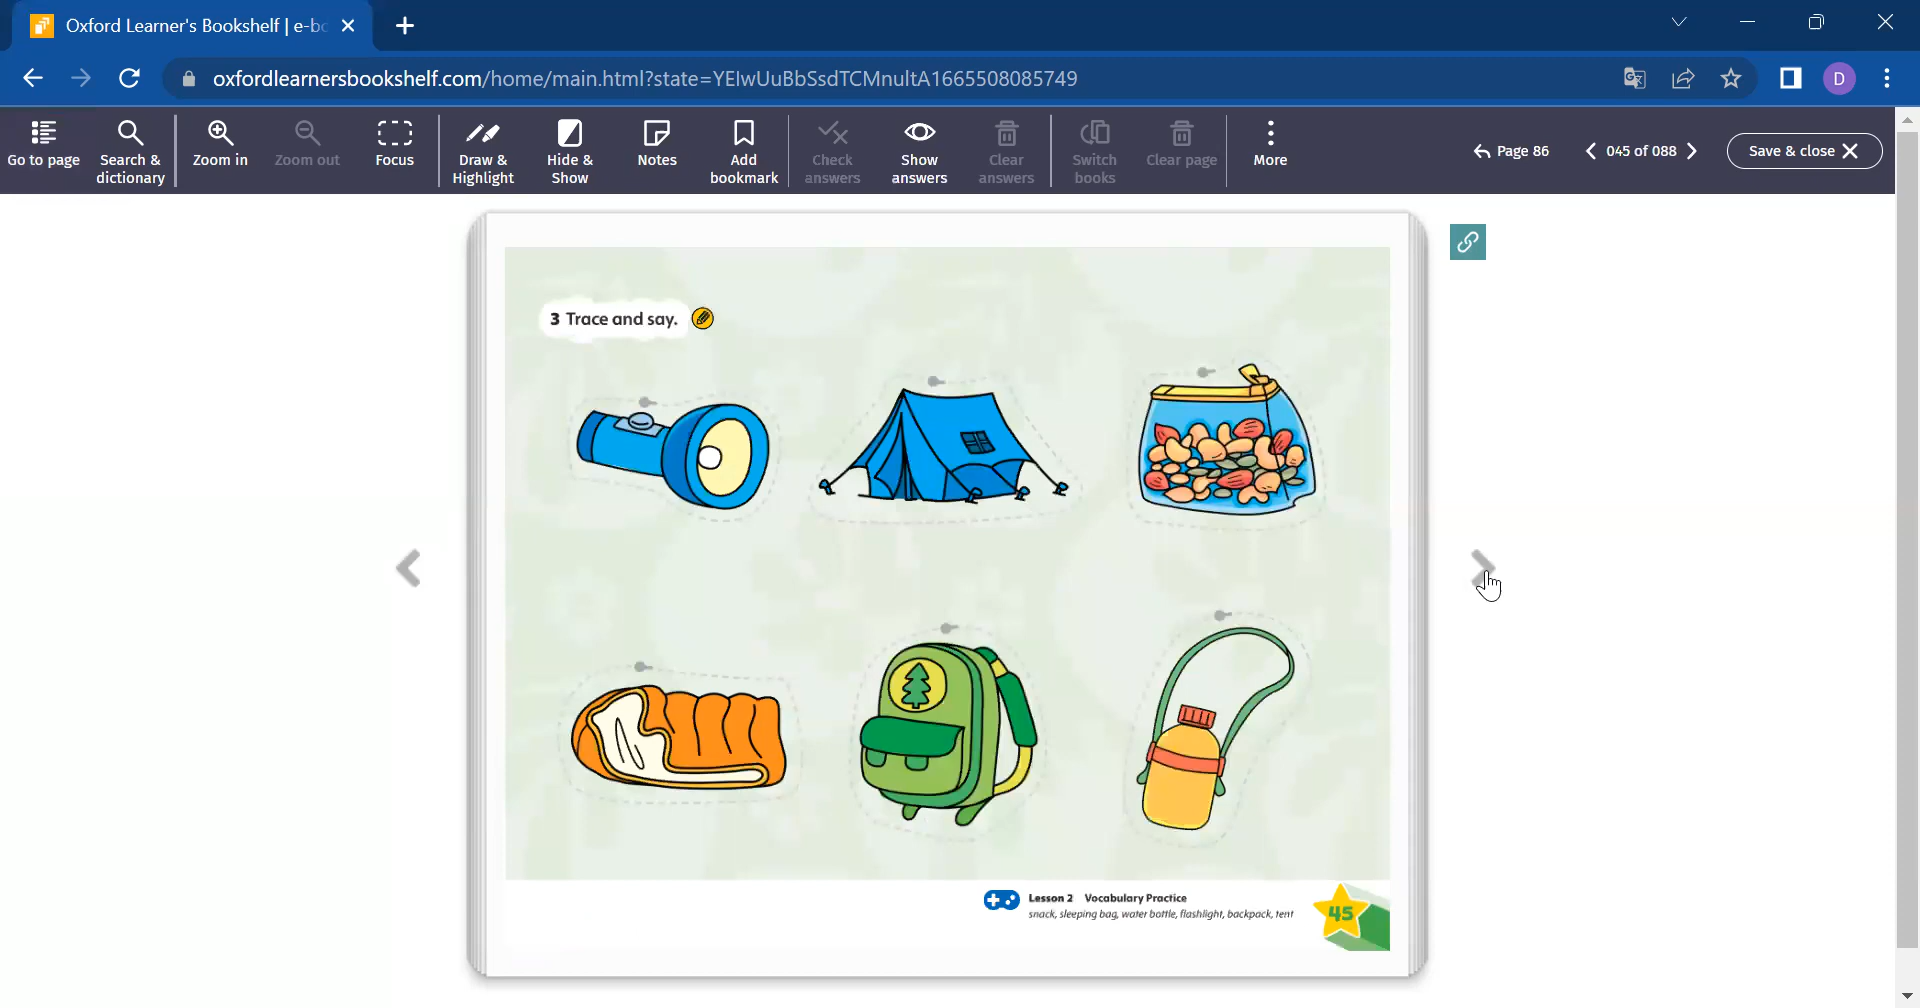 Oxford Learner's Bookshelf | e-bo
oxfordlearnersbookshelf.com/home/main.html?state=YEIwUuBbSsdTCMnultA1665508085749
D
Go to page
Search & dictionary
Zoom in
Zoom out
Focus
Draw & Highlight
Hide & Show
Notes
Add bookmark
Check answers
Show answers
Clear answers
Switch books
Clear page
More
Page 86
045 of 088
Save & close
3 Trace and say.
Lesson 2 Vocabulary Practice
snack, sleeping bag, water bottle, flashlight, backpack, tent
45